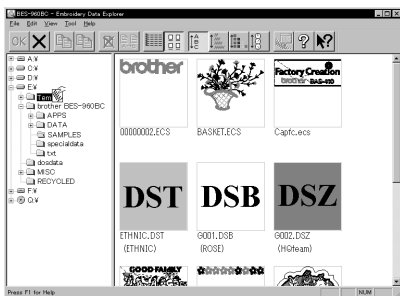 BES-960BC - Embroidery Data Explorer
File Edit View Tool Help
OK
A:¥
C:¥
D:¥
E:¥
Tem
brother BES-960BC
APPS
DATA
SAMPLES
specialdata
txt
dosdata
MISC
RECYCLED
F:¥
Q:¥
brother
00000002.ECS
BASKET.ECS
Factory Creation
brother BAS-410
Capfc.ecs
DST
ETHNIC.DST
(ETHNIC)
DSB
G001.DSB
(ROSE)
DSZ
G002.DSZ
(HGteam)
GOOD FAMILY
Press F1 for Help
NUM